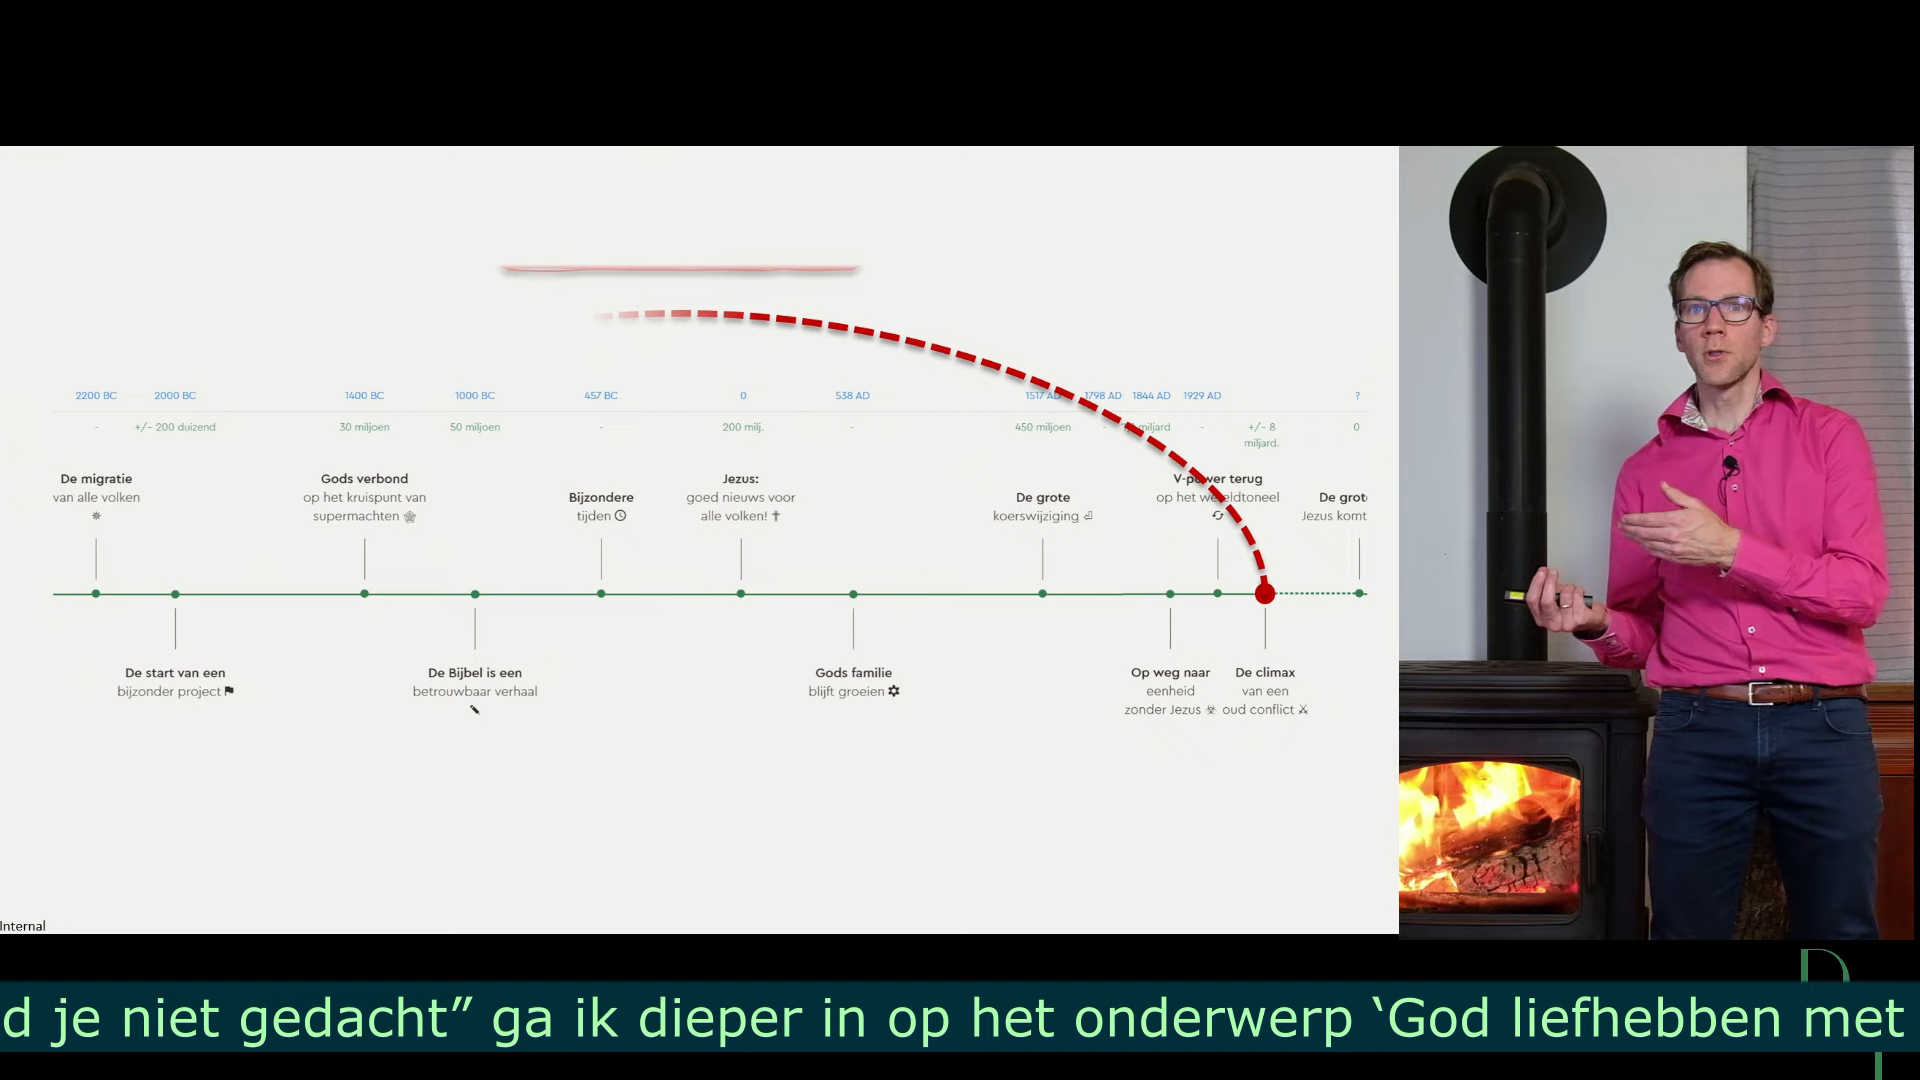 2200 BC 2000 BC 1400 BC 1000 BC 457 BC 0 538 AD 1517 AD 1798 AD 1844 AD 1929 AD ?
- +/- 200 duizend 30 miljoen 50 miljoen - 200 milj. - 450 miljoen - miljard - +/- 8 0
miljard.
De migratie
van alle volken
Gods verbond
op het kruispunt van
supermachten
Bijzondere
tijden
Jezus:
goed nieuws voor
alle volken!
De grote
koerswijziging
V-power terug
op het wereldtoneel
De grot
Jezus komt
De start van een
bijzonder project
De Bijbel is een
betrouwbaar verhaal
Gods familie
blijft groeien
Op weg naar
eenheid
zonder Jezus
De climax
van een
oud conflict
Internal
d je niet gedacht” ga ik dieper in op het onderwerp ‘God liefhebben met